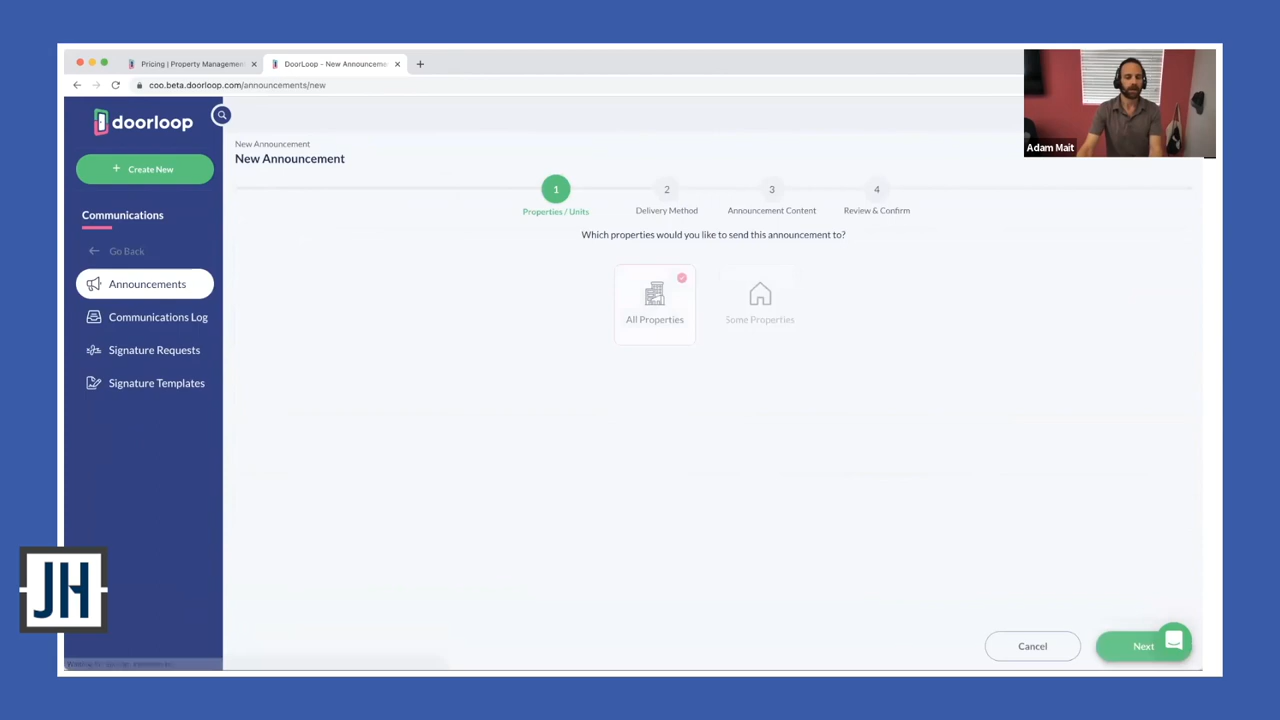 Pricing | Property Managemen
DoorLoop - New Announceme
coo.beta.doorloop.com/announcements/new
doorloop
Create New
Communications
Go Back
Announcements
Communications Log
Signature Requests
Signature Templates
New Announcement
New Announcement
1
2
3
4
Properties / Units
Delivery Method
Announcement Content
Review & Confirm
Which properties would you like to send this announcement to?
All Properties
Some Properties
Cancel
Next
Adam Mait
JH